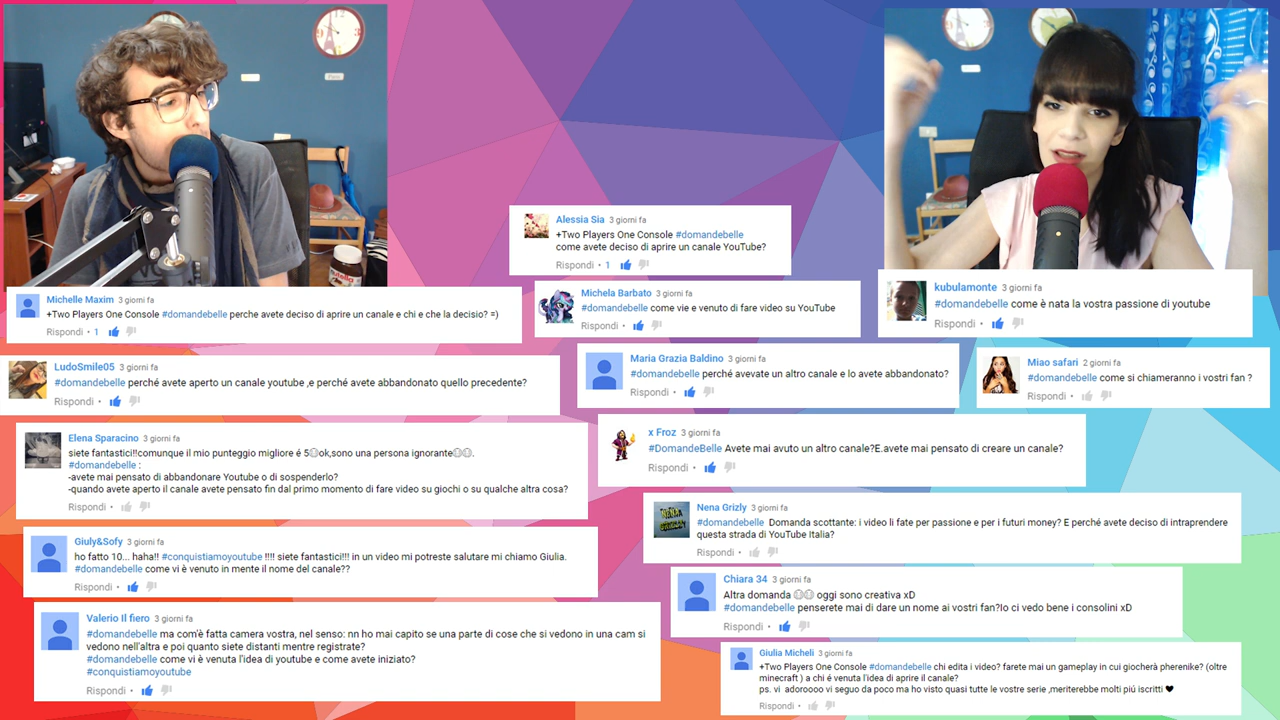 Alessia Sia 3 giorni fa
+Two Players One Console #domandebelle
come avete deciso di aprire un canale YouTube?
Rispondi • 1
Michelle Maxim 3 giorni fa
+Two Players One Console #domandebelle perche avete deciso di aprire un canale e chi e che la decisio? =)
Rispondi • 1
Michela Barbato 3 giorni fa
#domandebelle come vie e venuto di fare video su YouTube
Rispondi •
kubulamonte 3 giorni fa
#domandebelle come è nata la vostra passione di youtube
Rispondi •
LudoSmile05 3 giorni fa
#domandebelle perché avete aperto un canale youtube ,e perché avete abbandonato quello precedente?
Rispondi •
Maria Grazia Baldino 3 giorni fa
#domandebelle perché avevate un altro canale e lo avete abbandonato?
Rispondi •
Miao safari 2 giorni fa
#domandebelle come si chiameranno i vostri fan ?
Rispondi •
Elena Sparacino 3 giorni fa
siete fantastici!!comunque il mio punteggio migliore é 5 ok,sono una persona ignorante .
#domandebelle :
-avete mai pensato di abbandonare Youtube o di sospenderlo?
-quando avete aperto il canale avete pensato fin dal primo momento di fare video su giochi o su qualche altra cosa?
Rispondi •
x Froz 3 giorni fa
#DomandeBelle Avete mai avuto un altro canale?E.avete mai pensato di creare un canale?
Rispondi •
Nena Grizly 3 giorni fa
#domandebelle Domanda scottante: i video li fate per passione e per i futuri money? E perché avete deciso di intraprendere
questa strada di YouTube Italia?
Rispondi •
Giuly&Sofy 3 giorni fa
ho fatto 10... haha!! #conquistiamoyoutube !!!! siete fantastici!!! in un video mi potreste salutare mi chiamo Giulia.
#domandebelle come vi è venuto in mente il nome del canale??
Rispondi •
Chiara 34 3 giorni fa
Altra domanda oggi sono creativa xD
#domandebelle penserete mai di dare un nome ai vostri fan?Io ci vedo bene i consolini xD
Rispondi •
Valerio Il fiero 3 giorni fa
#domandebelle ma com'è fatta camera vostra, nel senso: nn ho mai capito se una parte di cose che si vedono in una cam si
vedono nell'altra e poi quanto siete distanti mentre registrate?
#domandebelle come vi è venuta l'idea di youtube e come avete iniziato?
#conquistiamoyoutube
Rispondi •
Giulia Micheli 3 giorni fa
+Two Players One Console #domandebelle chi edita i video? farete mai un gameplay in cui giocherà pherenike? (oltre
minecraft ) a chi é venuta l'idea di aprire il canale?
ps. vi adoroooo vi seguo da poco ma ho visto quasi tutte le vostre serie ,meriterebbe molti piú iscritti ❤
Rispondi •
nutella